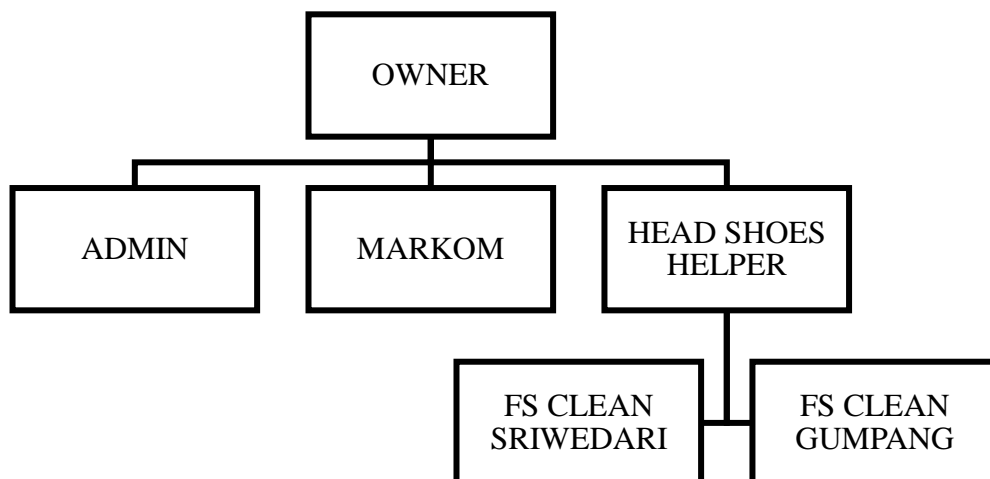 OWNER
ADMIN
MARKOM
HEAD SHOES
HELPER
FS CLEAN
SRIWEDARI
FS CLEAN
GUMPANG